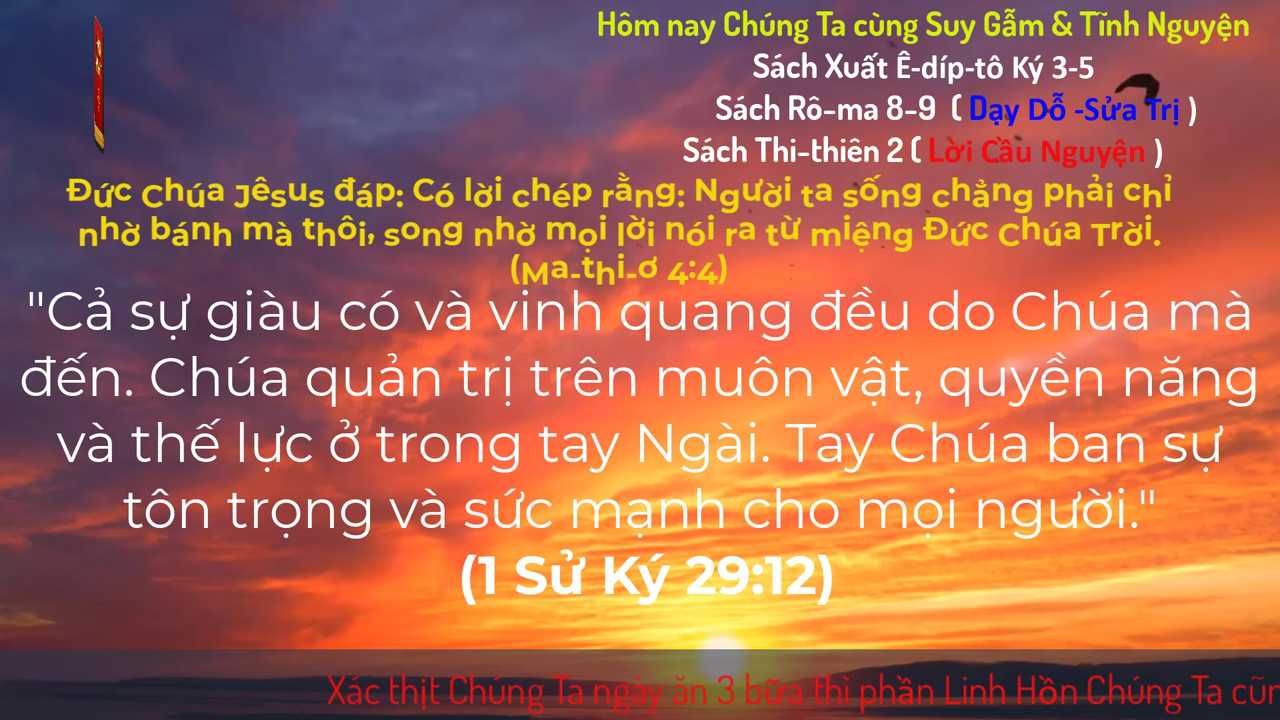 Hôm nay Chúng Ta cùng Suy Gẫm & Tĩnh Nguyện
Sách Xuất Ê-díp-tô Ký 3-5
Sách Rô-ma 8-9 ( Dạy Dỗ -Sửa Trị )
Sách Thi-thiên 2 ( Lời Cầu Nguyện )
Đức Chúa Jêsus đáp: Có lời chép rằng: Người ta sống chẳng phải chỉ
nhờ bánh mà thôi, song nhờ mọi lời nói ra từ miệng Đức Chúa Trời.
(Ma-thi-ơ 4:4)
"Cả sự giàu có và vinh quang đều do Chúa mà
đến. Chúa quản trị trên muôn vật, quyền năng
và thế lực ở trong tay Ngài. Tay Chúa ban sự
tôn trọng và sức mạnh cho mọi người."
(1 Sử Ký 29:12)
Xác thịt Chúng Ta ngày ăn 3 bữa thì phần Linh Hồn Chúng Ta